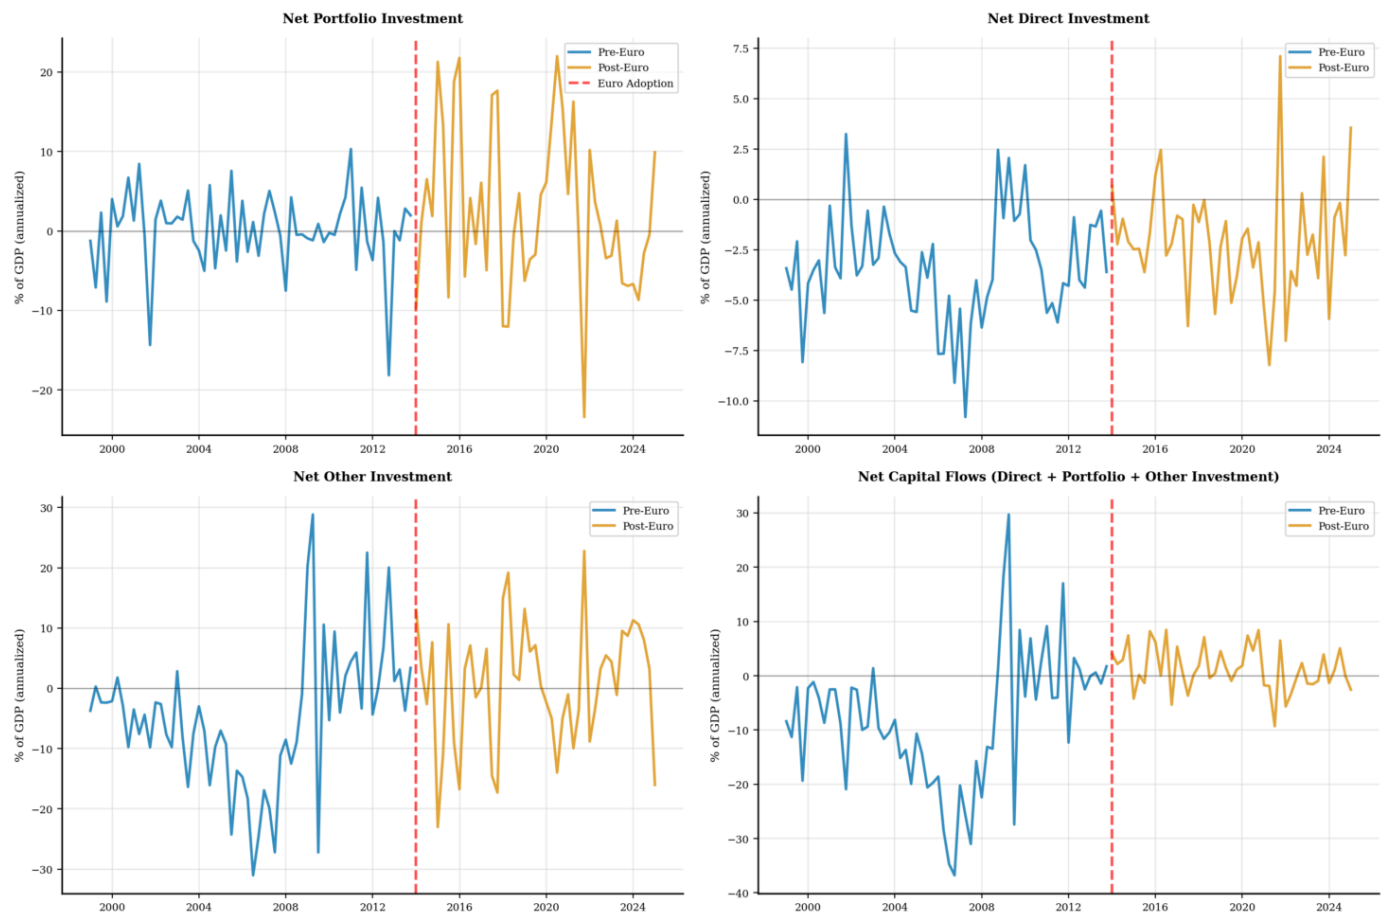 Net Portfolio Investment
% of GDP (annualized)
20
10
0
−10
−20
2000 2004 2008 2012 2016 2020 2024
Pre-Euro
Post-Euro
Euro Adoption
Net Direct Investment
% of GDP (annualized)
7.5
5.0
2.5
0.0
−2.5
−5.0
−7.5
−10.0
2000 2004 2008 2012 2016 2020 2024
Pre-Euro
Post-Euro
Net Other Investment
% of GDP (annualized)
30
20
10
0
−10
−20
−30
2000 2004 2008 2012 2016 2020 2024
Pre-Euro
Post-Euro
Net Capital Flows (Direct + Portfolio + Other Investment)
% of GDP (annualized)
30
20
10
0
−10
−20
−30
−40
2000 2004 2008 2012 2016 2020 2024
Pre-Euro
Post-Euro